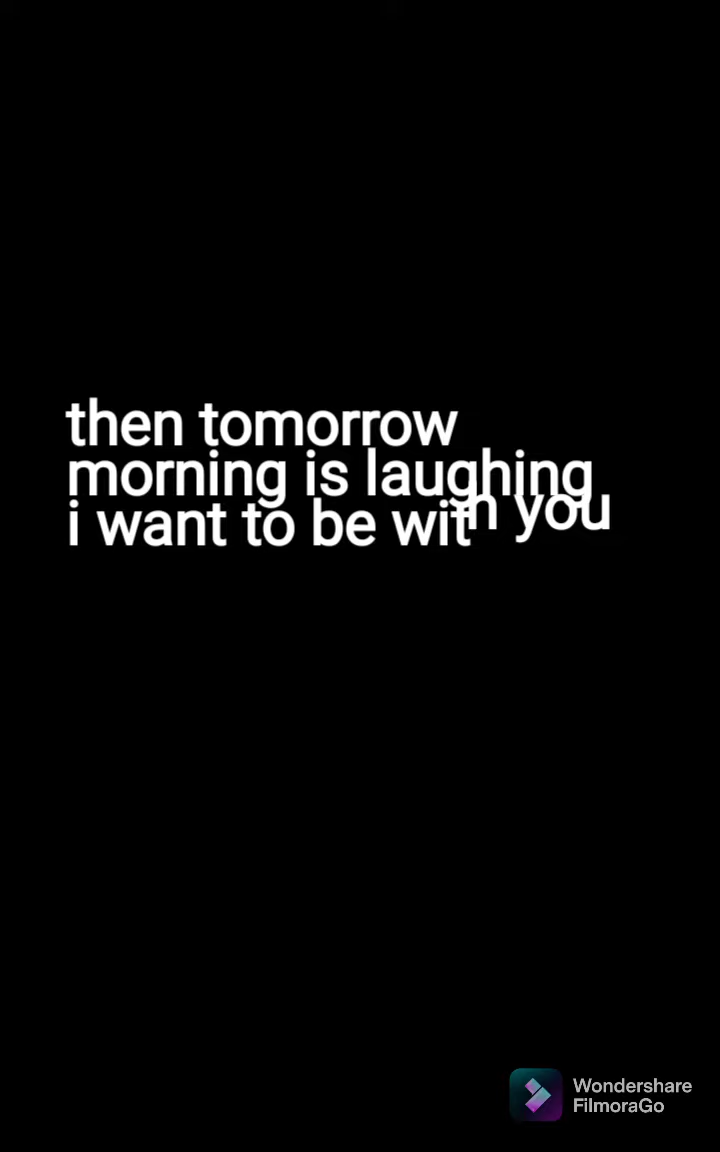 then tomorrow
morning is laughing
i want to be with you
Wondershare
FilmoraGo